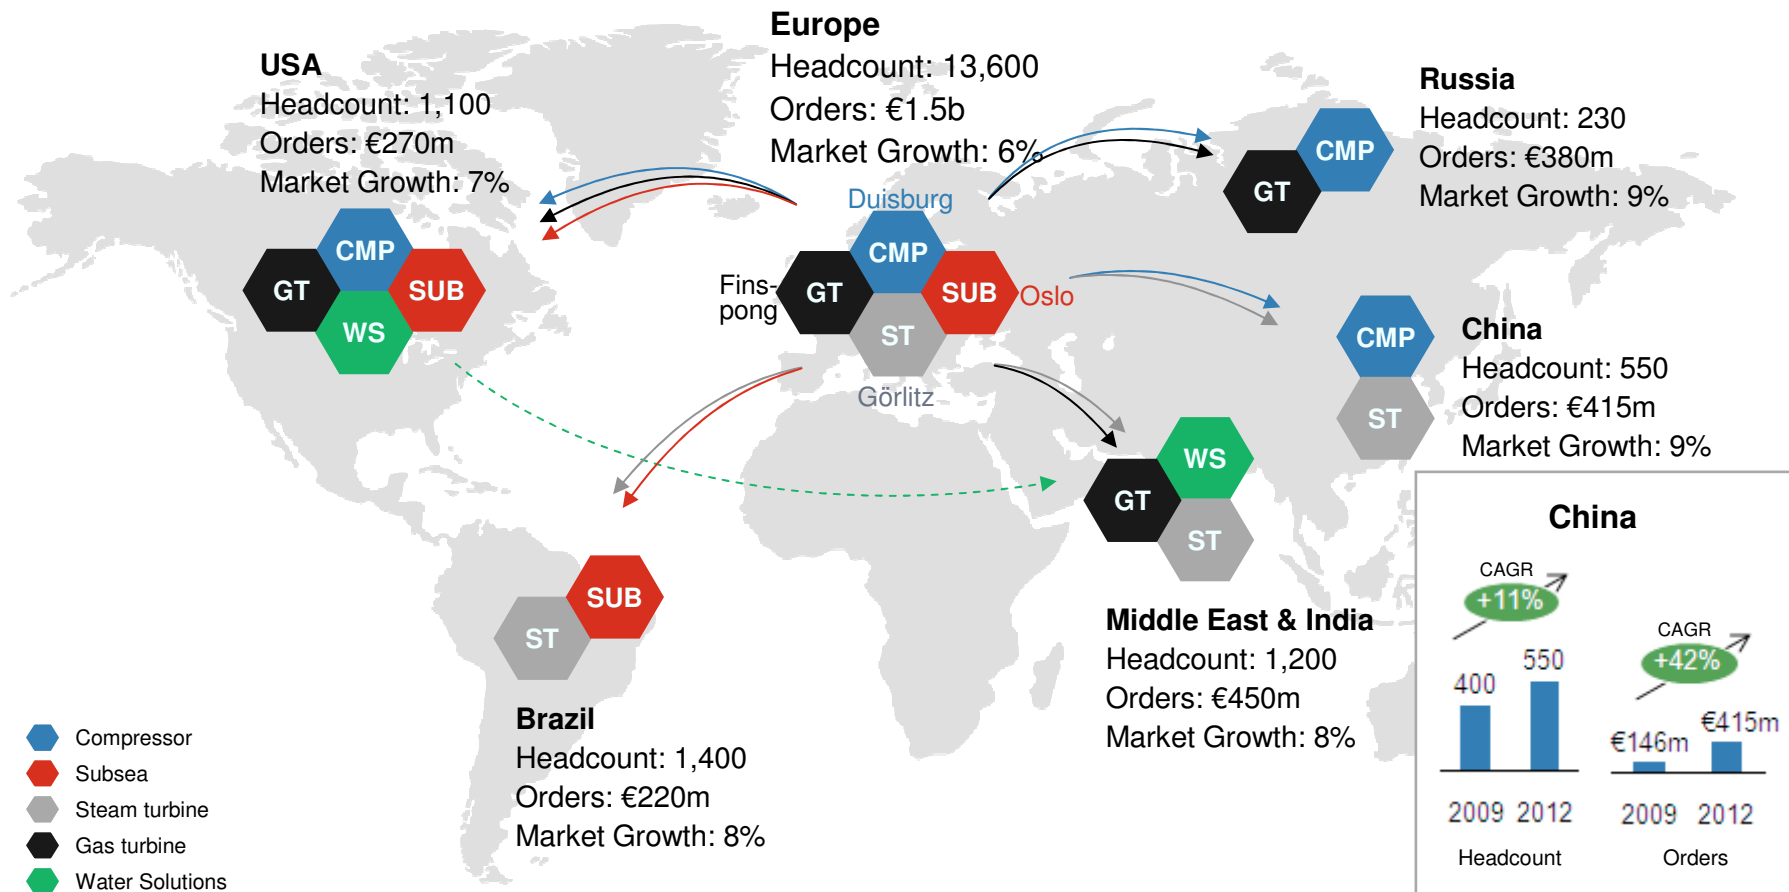 Europe
Headcount: 13,600
Orders: €1.5b
Market Growth: 6%
USA
Headcount: 1,100
Orders: €270m
Market Growth: 7%
Russia
Headcount: 230
Orders: €380m
Market Growth: 9%
CMP
GT
Duisburg
CMP
GT
SUB
ST
Fins-
pong
Oslo
Görlitz
CMP
GT
SUB
WS
CMP
ST
China
Headcount: 550
Orders: €415m
Market Growth: 9%
WS
GT
ST
Middle East & India
Headcount: 1,200
Orders: €450m
Market Growth: 8%
SUB
ST
Brazil
Headcount: 1,400
Orders: €220m
Market Growth: 8%
Compressor
Subsea
Steam turbine
Gas turbine
Water Solutions
China
CAGR
+11%
400
550
2009 2012
Headcount
CAGR
+42%
€146m
€415m
2009 2012
Orders